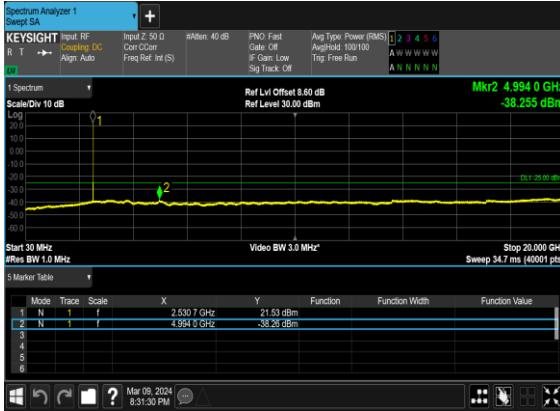 Spectrum Analyzer 1
Swept SA
+
KEYSIGHT
R T
Input: RF
Coupling: DC
Align: Auto
Input Z: 50 Ω
Corr CCorr
Freq Ref: Int (S)
#Atten: 40 dB
PNO: Fast
Gate: Off
IF Gain: Low
Sig Track: Off
Avg Type: Power (RMS)
Avg|Hold: 100/100
Trig: Free Run
1 2 3 4 5 6
A W W W W W
A N N N N N
1 Spectrum
Scale/Div 10 dB
Log
Ref Lvl Offset 8.60 dB
Ref Level 30.00 dBm
Mkr2 4.994 0 GHz
-38.255 dBm
20.0
10.0
0.00
-10.0
-20.0
-30.0
-40.0
-50.0
-60.0
1
2
DL1 -25.00 dBm
Start 30 MHz
#Res BW 1.0 MHz
Video BW 3.0 MHz*
Stop 20.000 GH
Sweep 34.7 ms (40001 pts
5 Marker Table
Mode Trace Scale X Y Function Function Width Function Value
1 N 1 f 2.530 7 GHz 21.53 dBm
2 N 1 f 4.994 0 GHz -38.26 dBm
3
4
5
6
?
Mar 09, 2024
8:31:30 PM